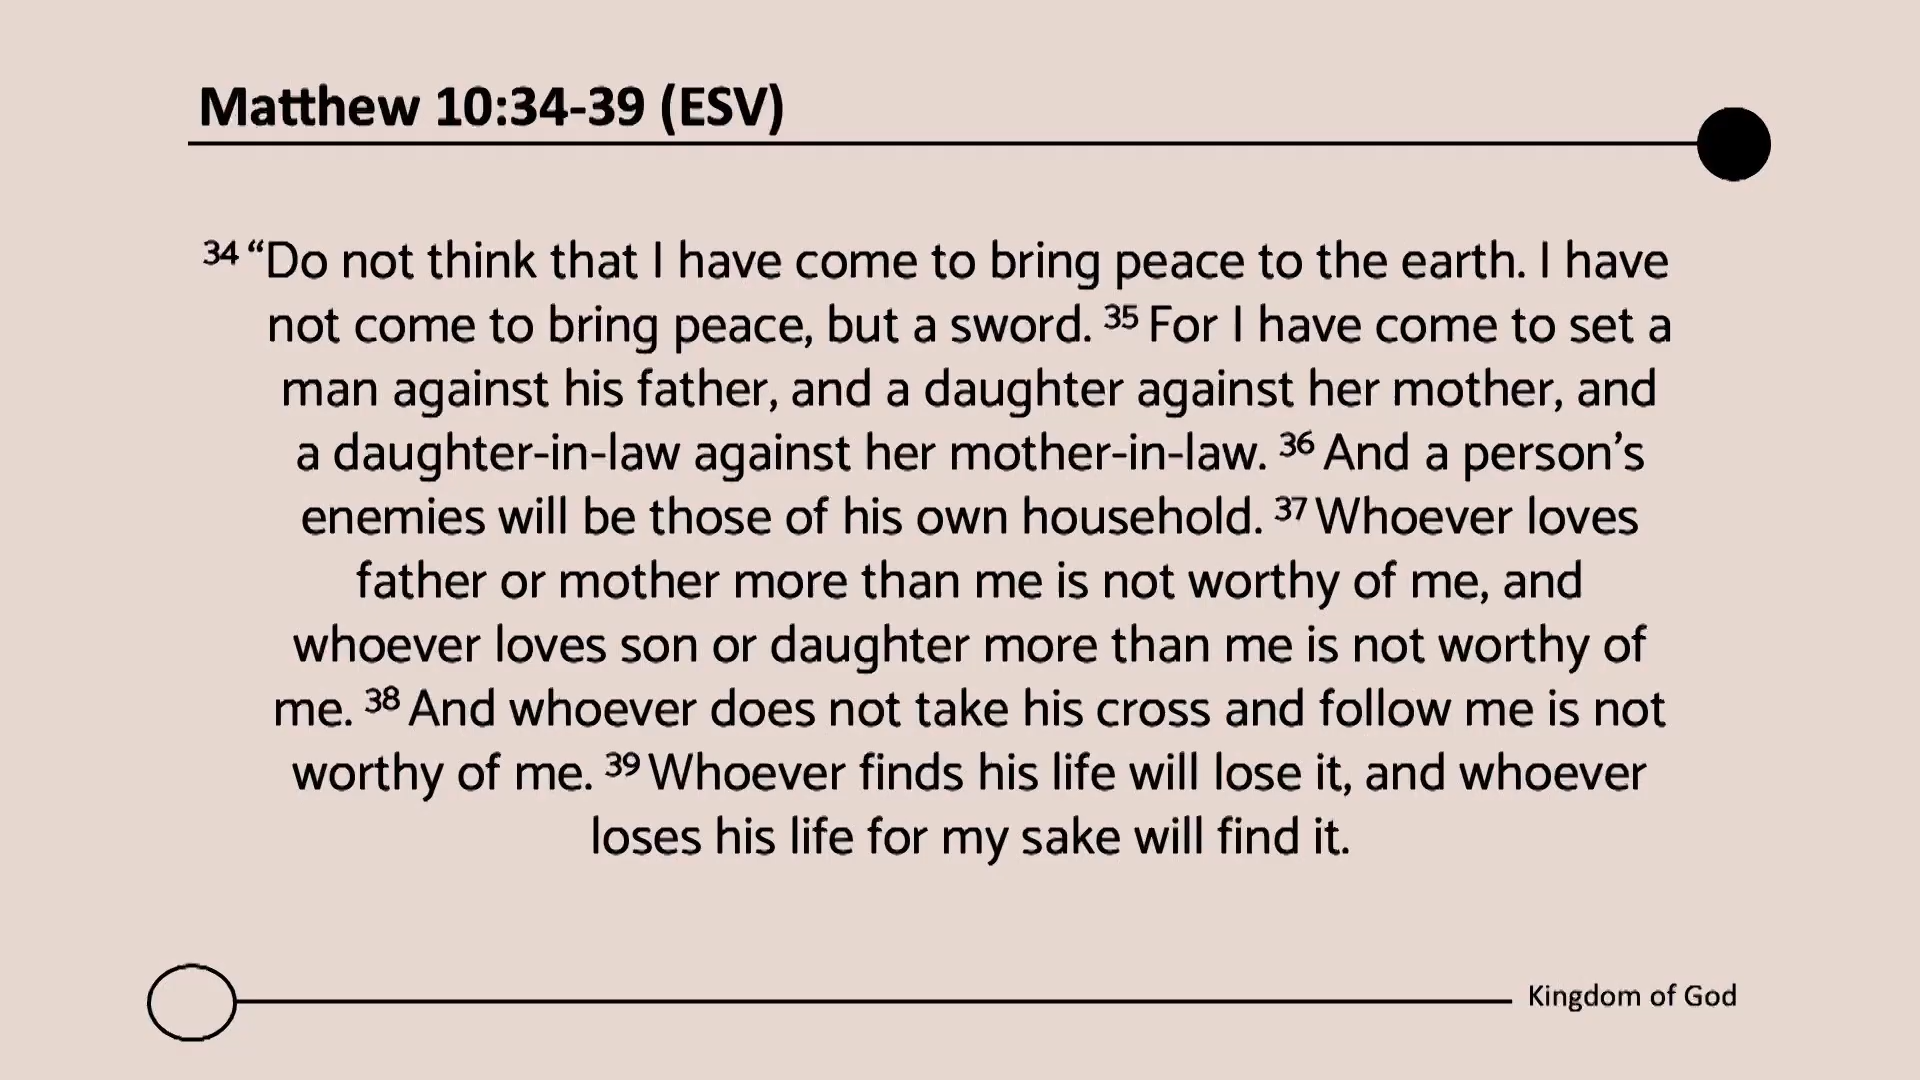 Matthew 10:34-39 (ESV)
34 “Do not think that I have come to bring peace to the earth. I have
not come to bring peace, but a sword. 35 For I have come to set a
man against his father, and a daughter against her mother, and
a daughter-in-law against her mother-in-law. 36 And a person’s
enemies will be those of his own household. 37 Whoever loves
father or mother more than me is not worthy of me, and
whoever loves son or daughter more than me is not worthy of
me. 38 And whoever does not take his cross and follow me is not
worthy of me. 39 Whoever finds his life will lose it, and whoever
loses his life for my sake will find it.
Kingdom of God